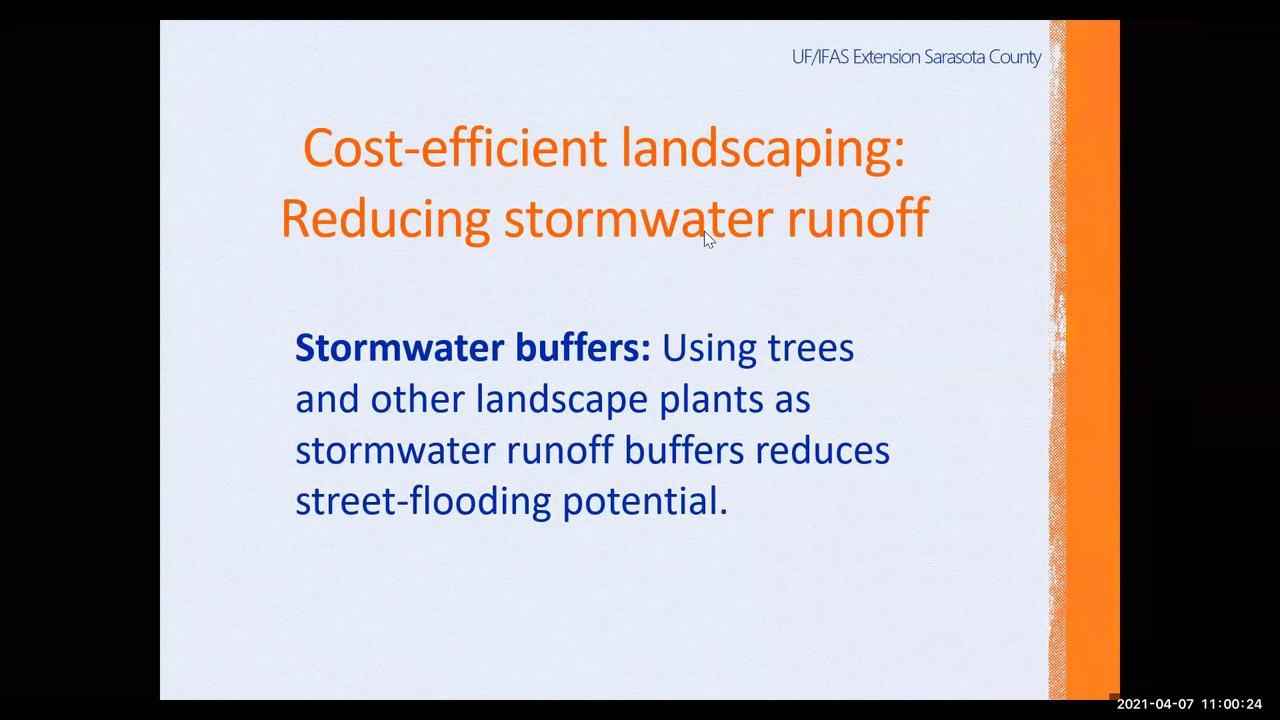 UF/IFAS Extension Sarasota County
Cost-efficient landscaping:
Reducing stormwater runoff
Stormwater buffers: Using trees
and other landscape plants as
stormwater runoff buffers reduces
street-flooding potential.
2021-04-07 11:00:24